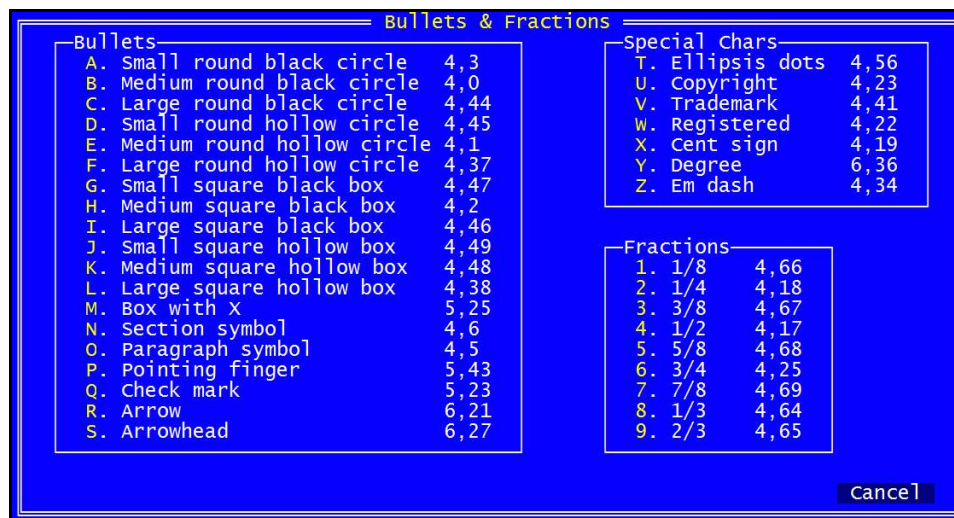 Bullets & Fractions
Bullets
A. Small round black circle 4,3
B. Medium round black circle 4,0
C. Large round black circle 4,44
D. Small round hollow circle 4,45
E. Medium round hollow circle 4,1
F. Large round hollow circle 4,37
G. Small square black box 4,47
H. Medium square black box 4,2
I. Large square black box 4,46
J. Small square hollow box 4,49
K. Medium square hollow box 4,48
L. Large square hollow box 4,38
M. Box with X 5,25
N. Section symbol 4,6
O. Paragraph symbol 4,5
P. Pointing finger 5,43
Q. Check mark 5,23
R. Arrow 6,21
S. Arrowhead 6,27
Special Chars
T. Ellipsis dots 4,56
U. Copyright 4,23
V. Trademark 4,41
W. Registered 4,22
X. Cent sign 4,19
Y. Degree 6,36
Z. Em dash 4,34
Fractions
1. 1/8 4,66
2. 1/4 4,18
3. 3/8 4,67
4. 1/2 4,17
5. 5/8 4,68
6. 3/4 4,25
7. 7/8 4,69
8. 1/3 4,64
9. 2/3 4,65
Cancel